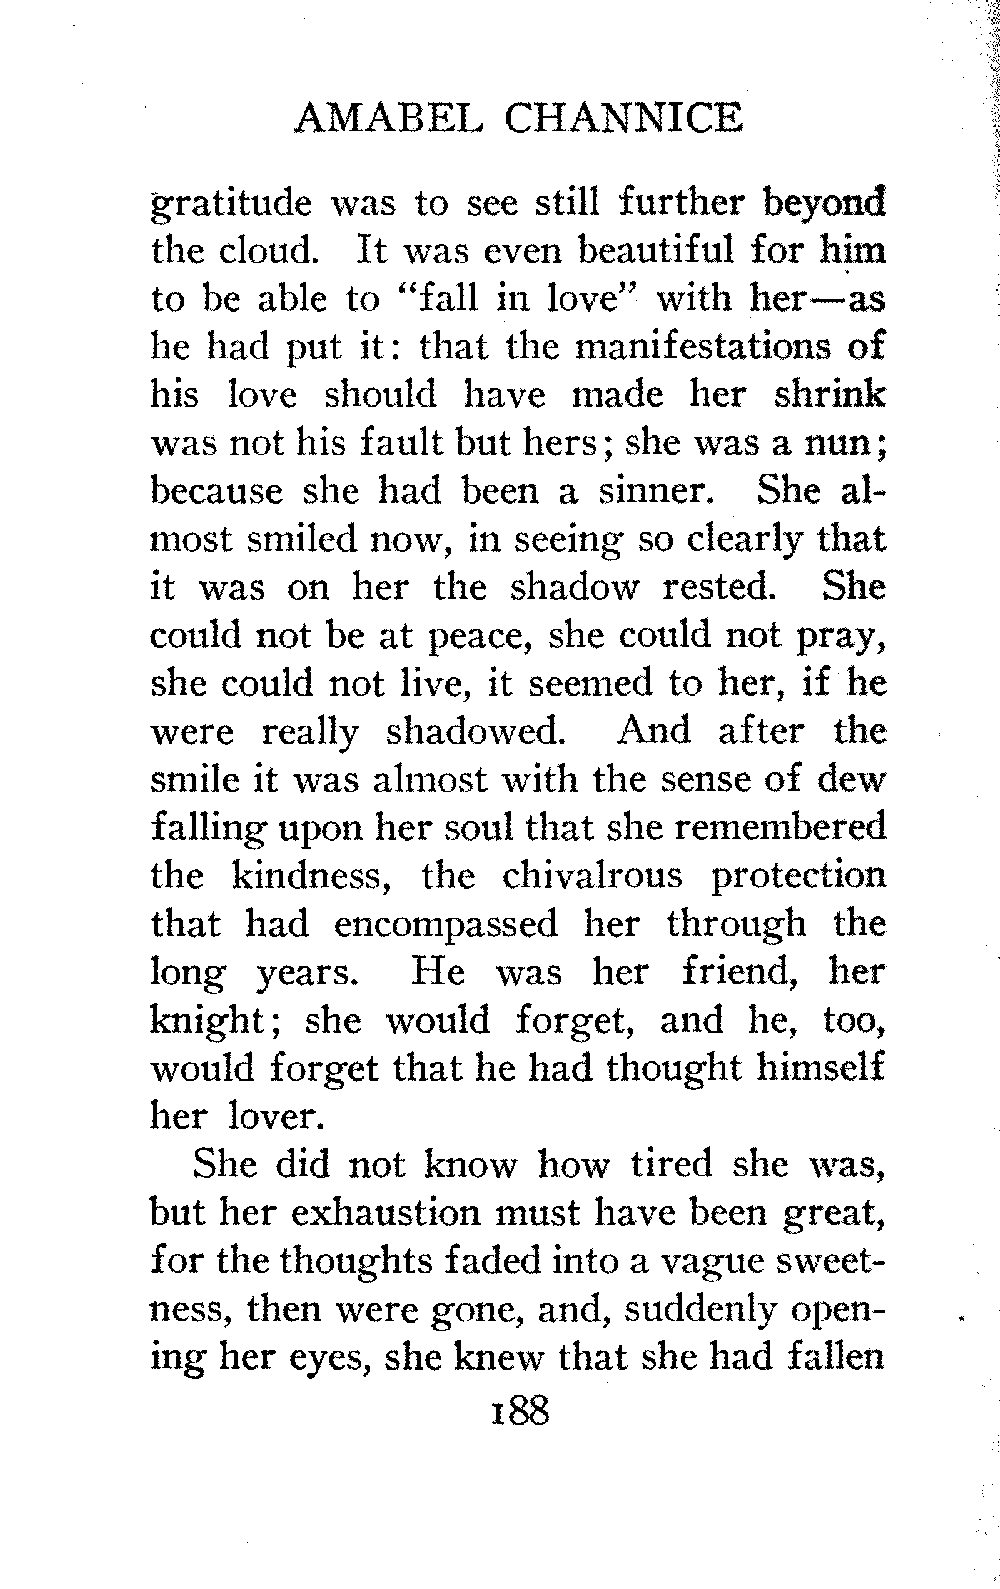 AMABEL CHANNICE
gratitude was to see still further beyond
the cloud. It was even beautiful for him
to be able to “fall in love” with her—as
he had put it: that the manifestations of
his love should have made her shrink
was not his fault but hers; she was a nun;
because she had been a sinner. She al-
most smiled now, in seeing so clearly that
it was on her the shadow rested. She
could not be at peace, she could not pray,
she could not live, it seemed to her, if he
were really shadowed. And after the
smile it was almost with the sense of dew
falling upon her soul that she remembered
the kindness, the chivalrous protection
that had encompassed her through the
long years. He was her friend, her
knight; she would forget, and he, too,
would forget that he had thought himself
her lover.
She did not know how tired she was,
but her exhaustion must have been great,
for the thoughts faded into a vague sweet-
ness, then were gone, and, suddenly open-
ing her eyes, she knew that she had fallen
188